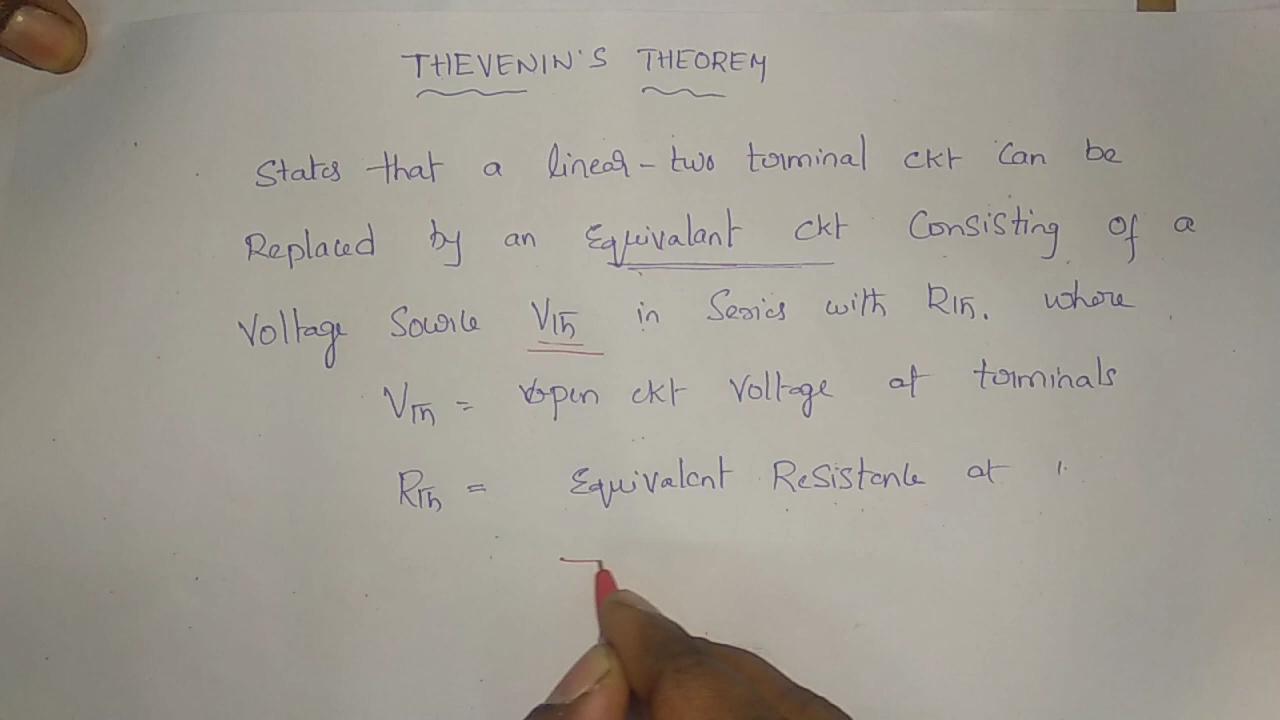 THEVENIN'S THEOREM
States that a linear-two terminal ckt can be
Replaced by an Equivalant ckt Consisting of a
Voltage Source VTh in Series with RTh. where
VTh = open ckt Voltage at terminals
RTh = Equivalent Resistance at "